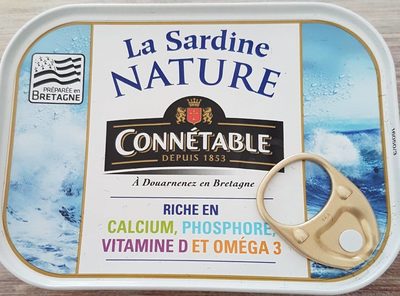 La Sardine
NATURE
PRÉPARÉE en
BRETAGNE
CONNÉTABLE
DEPUIS 1853
À Douarnenez en Bretagne
RICHE EN
CALCIUM, PHOSPHORE,
VITAMINE D ET OMÉGA 3